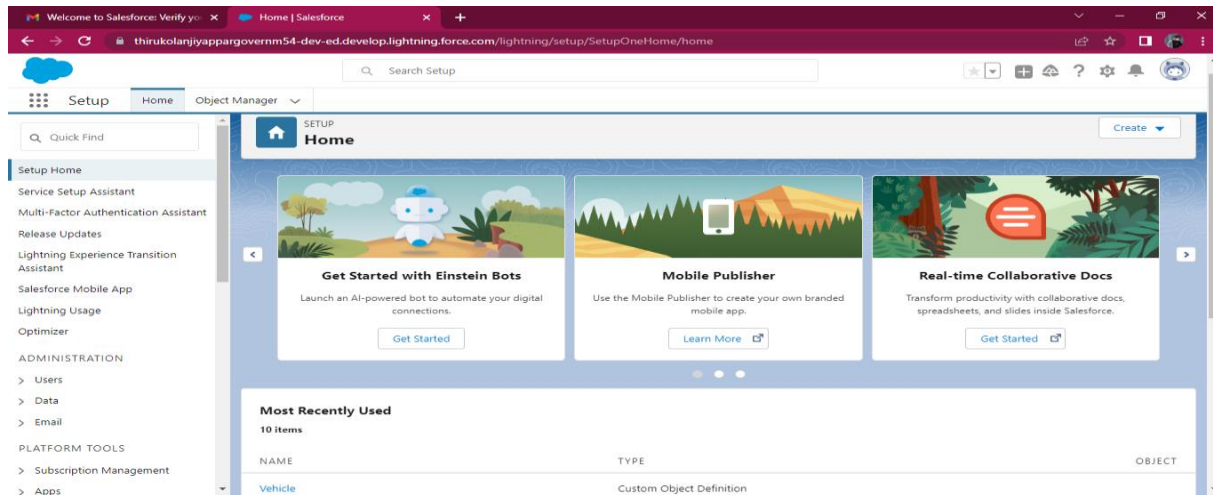 Welcome to Salesforce: Verify yo
Home | Salesforce
thirukolanjiyappargovernm54-dev-ed.develop.lightning.force.com/lightning/setup/SetupOneHome/home
Search Setup
Setup
Home
Object Manager
Quick Find
SETUP
Home
Create
Setup Home
Service Setup Assistant
Multi-Factor Authentication Assistant
Release Updates
Lightning Experience Transition
Assistant
Salesforce Mobile App
Lightning Usage
Optimizer
ADMINISTRATION
Users
Data
Email
PLATFORM TOOLS
Subscription Management
Apps
Get Started with Einstein Bots
Launch an AI-powered bot to automate your digital
connections.
Get Started
Mobile Publisher
Use the Mobile Publisher to create your own branded
mobile app.
Learn More
Real-time Collaborative Docs
Transform productivity with collaborative docs,
spreadsheets, and slides inside Salesforce.
Get Started
Most Recently Used
10 items
NAME TYPE OBJECT
Vehicle Custom Object Definition